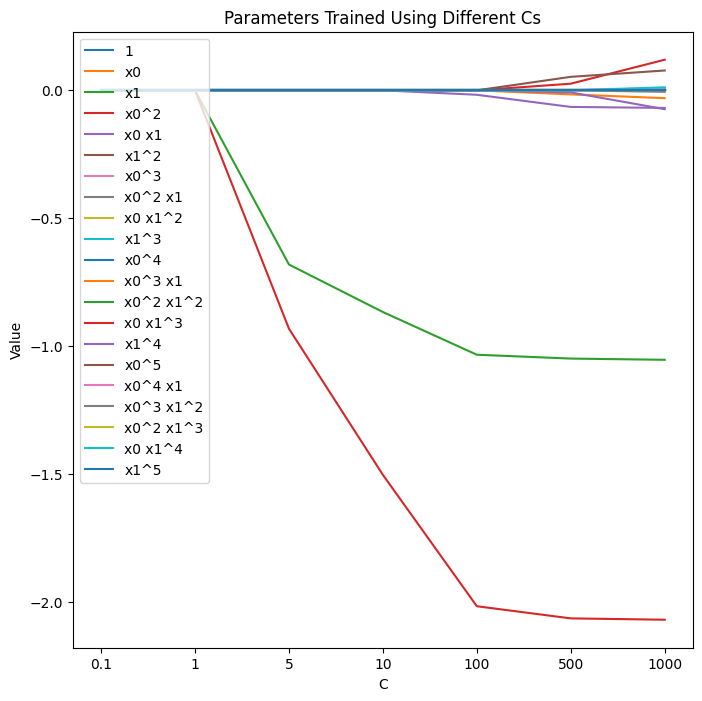 Parameters Trained Using Different Cs
1
x0
x1
x0^2
x0 x1
x1^2
x0^3
x0^2 x1
x0 x1^2
x1^3
x0^4
x0^3 x1
x0^2 x1^2
x0 x1^3
x1^4
x0^5
x0^4 x1
x0^3 x1^2
x0^2 x1^3
x0 x1^4
x1^5
0.0
−0.5
−1.0
−1.5
−2.0
Value
0.1 1 5 10 100 500 1000
C